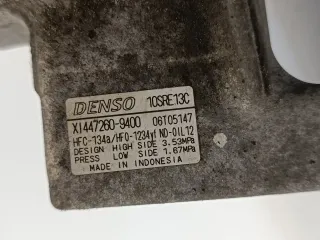 DENSO 10SRE13C
XI447260-9400 06T05147
HFC-134a/HFO-1234yf ND-OIL12
DESIGN HIGH SIDE 3.53MPa
PRESS LOW SIDE 1.67MPa
MADE IN INDONESIA